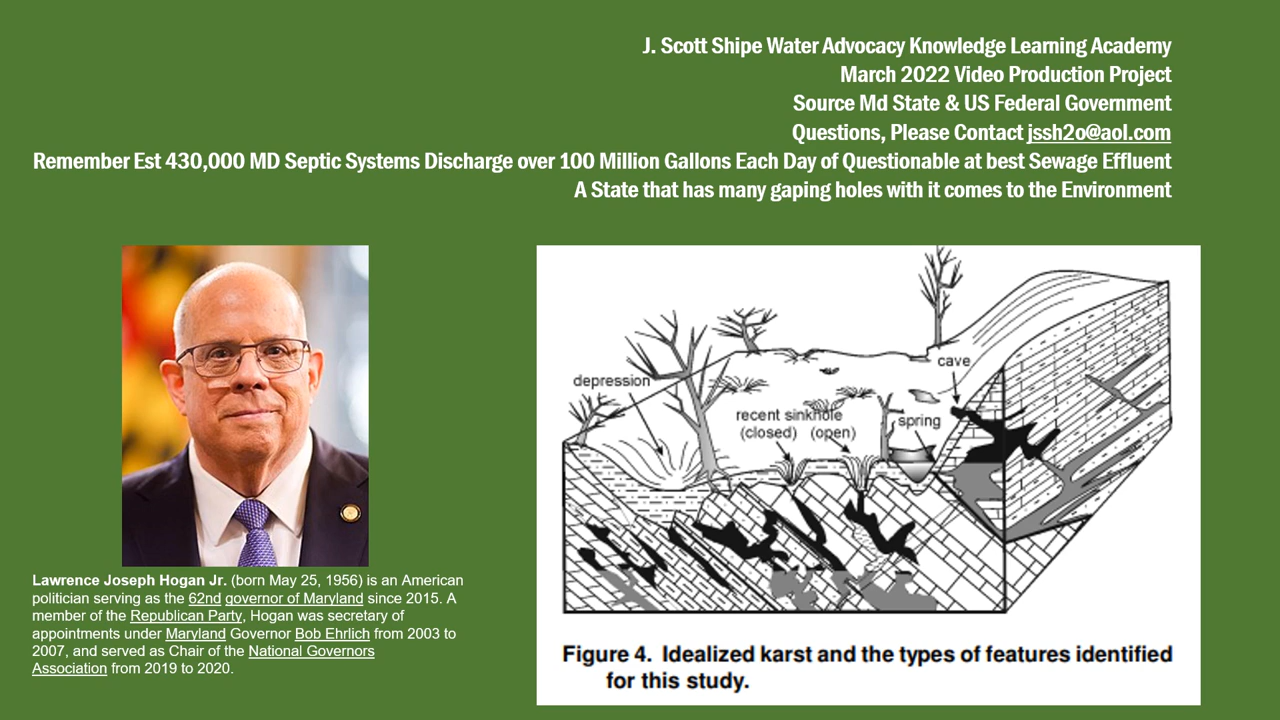 J. Scott Shipe Water Advocacy Knowledge Learning Academy
March 2022 Video Production Project
Source Md State & US Federal Government
Questions, Please Contact jssh2o@aol.com
Remember Est 430,000 MD Septic Systems Discharge over 100 Million Gallons Each Day of Questionable at best Sewage Effluent
A State that has many gaping holes with it comes to the Environment
Lawrence Joseph Hogan Jr. (born May 25, 1956) is an American
politician serving as the 62nd governor of Maryland since 2015. A
member of the Republican Party, Hogan was secretary of
appointments under Maryland Governor Bob Ehrlich from 2003 to
2007, and served as Chair of the National Governors
Association from 2019 to 2020.
cave
depression
recent sinkhole
(closed) (open)
spring
Figure 4. Idealized karst and the types of features identified
for this study.